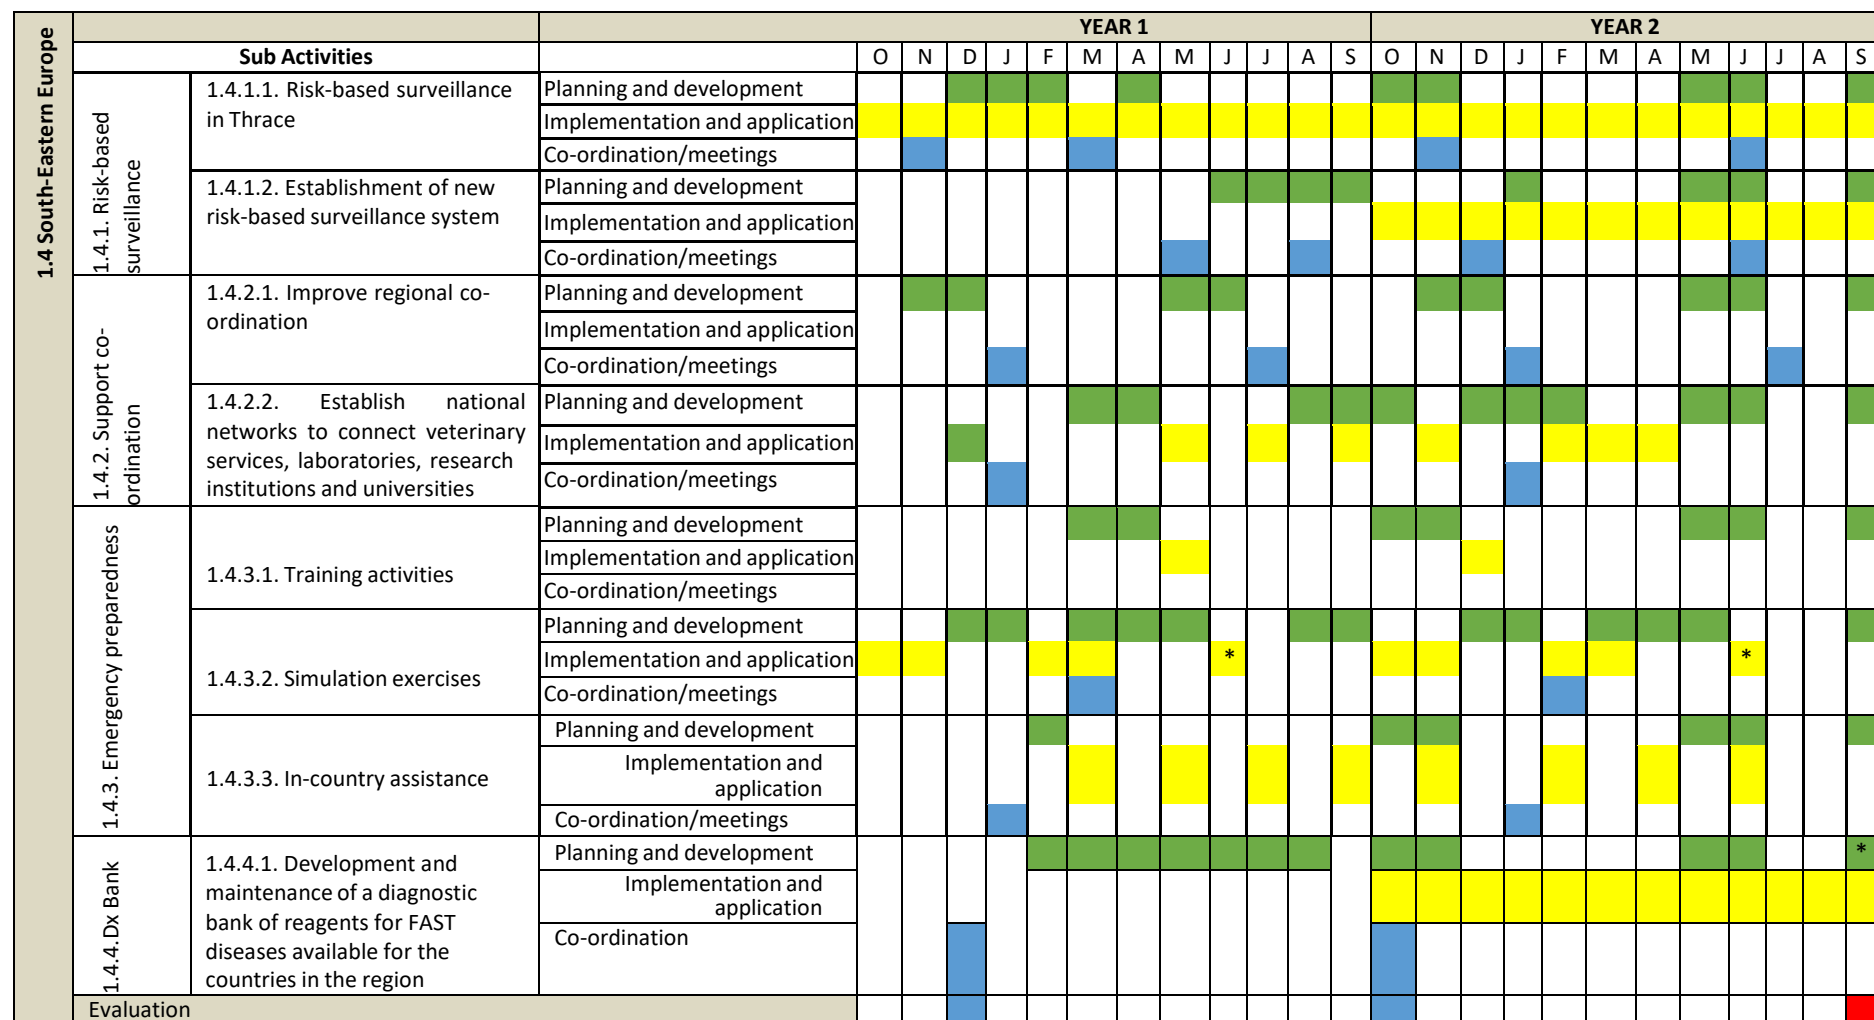 1.4 South-Eastern Europe
YEAR 1
YEAR 2
Sub Activities
O N D J F M A M J J A S O N D J F M A M J J A S
1.4.1. Risk-based
surveillance
1.4.1.1. Risk-based surveillance
in Thrace
Planning and development
Implementation and application
Co-ordination/meetings
1.4.1.2. Establishment of new
risk-based surveillance system
Planning and development
Implementation and application
Co-ordination/meetings
1.4.2. Support co-
ordination
1.4.2.1. Improve regional co-
ordination
Planning and development
Implementation and application
Co-ordination/meetings
1.4.2.2. Establish national
networks to connect veterinary
services, laboratories, research
institutions and universities
Planning and development
Implementation and application
Co-ordination/meetings
1.4.3. Emergency preparedness
1.4.3.1. Training activities
Planning and development
Implementation and application
Co-ordination/meetings
1.4.3.2. Simulation exercises
Planning and development
Implementation and application
* *
Co-ordination/meetings
1.4.3.3. In-country assistance
Planning and development
Implementation and
application
Co-ordination/meetings
1.4.4.Dx Bank
1.4.4.1. Development and
maintenance of a diagnostic
bank of reagents for FAST
diseases available for the
countries in the region
Planning and development
*
Implementation and
application
Co-ordination
Evaluation